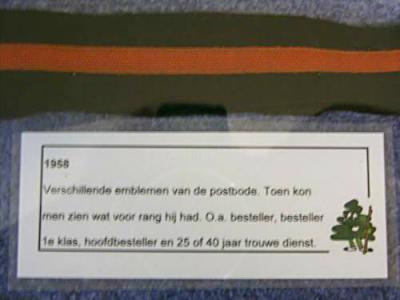 1958
Verschillende emblemen van de postbode. Toen kon
men zien wat voor rang hij had. O.a. besteller, besteller
1e klas, hoofdbesteller en 25 of 40 jaar trouwe dienst.